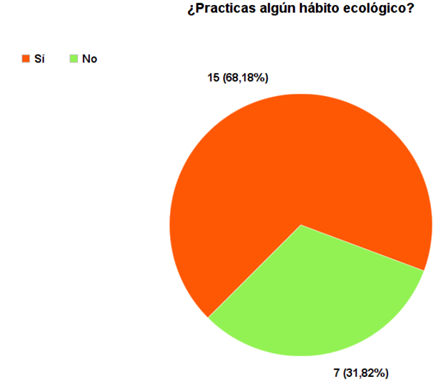 ¿Practicas algún hábito ecológico?
Sí No
15 (68,18%)
7 (31,82%)